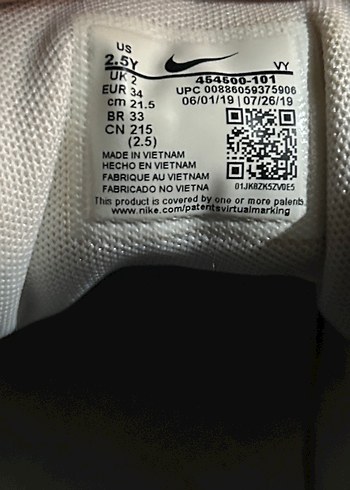 US
2.5Y VY
UK 2 454500-101
EUR 34 UPC 00886059375906
cm 21.5 06/01/19 | 07/26/19
BR 33
CN 215
(2.5)
MADE IN VIETNAM
HECHO EN VIETNAM
FABRIQUE AU VIETNAM
FABRICADO NO VIETNA
01JK8ZK5ZV0E5
This product is covered by one or more patents.
www.nike.com/patentsvirtualmarking